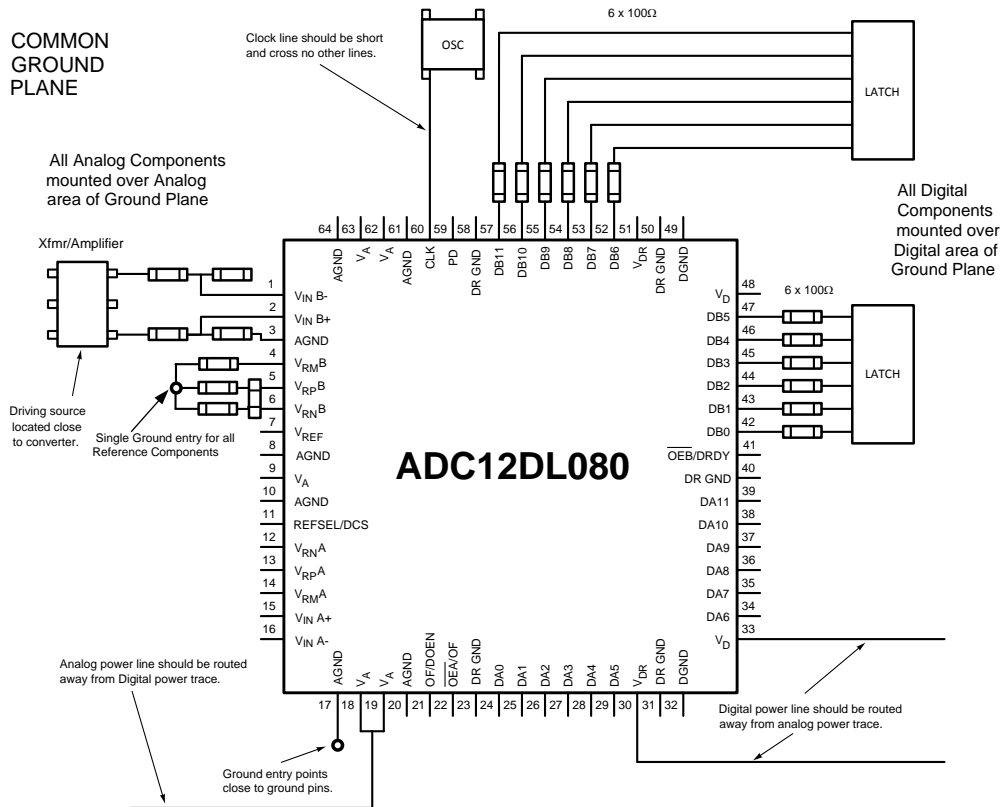 COMMON
GROUND
PLANE
Clock line should be short
and cross no other lines.
OSC
6 x 100Ω
LATCH
All Analog Components
mounted over Analog
area of Ground Plane
All Digital
Components
mounted over
Digital area of
Ground Plane
Xfmr/Amplifier
64 63 62 61 60 59 58 57 56 55 54 53 52 51 50 49
AGND
VA
VA
AGND
CLK
PD
DR GND
DB11
DB10
DB9
DB8
DB7
DB6
VDR
DR GND
DGND
1 VIN B-
2 VIN B+
3 AGND
4 VRMB
5 VRPB
6 VRNB
7 VREF
8 AGND
9 VA
10 AGND
11 REFSEL/DCS
12 VRNA
13 VRPA
14 VRMA
15 VIN A+
16 VIN A-
Driving source
located close
to converter.
Single Ground entry for all
Reference Components
ADC12DL080
VD 48
DB5 47
DB4 46
DB3 45
DB2 44
DB1 43
DB0 42
OEB/DRDY 41
DR GND 40
DA11 39
DA10 38
DA9 37
DA8 36
DA7 35
DA6 34
VD 33
6 x 100Ω
LATCH
AGND
VA
VA
AGND
OF/DOEN
OEA/OF
DR GND
DA0
DA1
DA2
DA3
DA4
DA5
VDR
DR GND
DGND
17 18 19 20 21 22 23 24 25 26 27 28 29 30 31 32
Analog power line should be routed
away from Digital power trace.
Ground entry points
close to ground pins.
Digital power line should be routed
away from analog power trace.